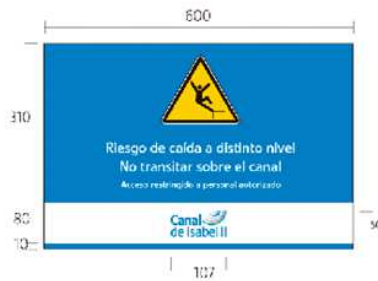 600
310
Riesgo de caída a distinto nivel
No transitar sobre el canal
Acceso restringido a personal autorizado
80
Canal
de Isabel II
10
107